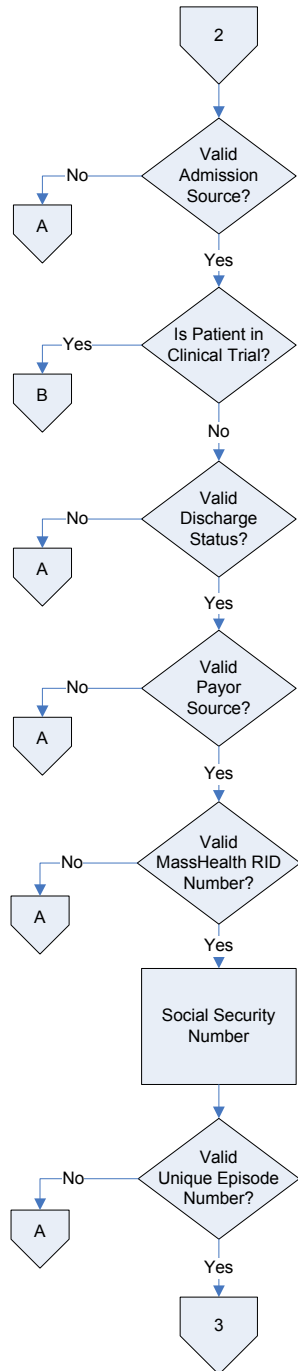 2
Valid
Admission
Source?
No
A
Yes
Is Patient in
Clinical Trial?
Yes
B
No
Valid
Discharge
Status?
No
A
Yes
Valid
Payor
Source?
No
A
Yes
Valid
MassHealth RID
Number?
No
A
Yes
Social Security
Number
Valid
Unique Episode
Number?
No
A
Yes
3